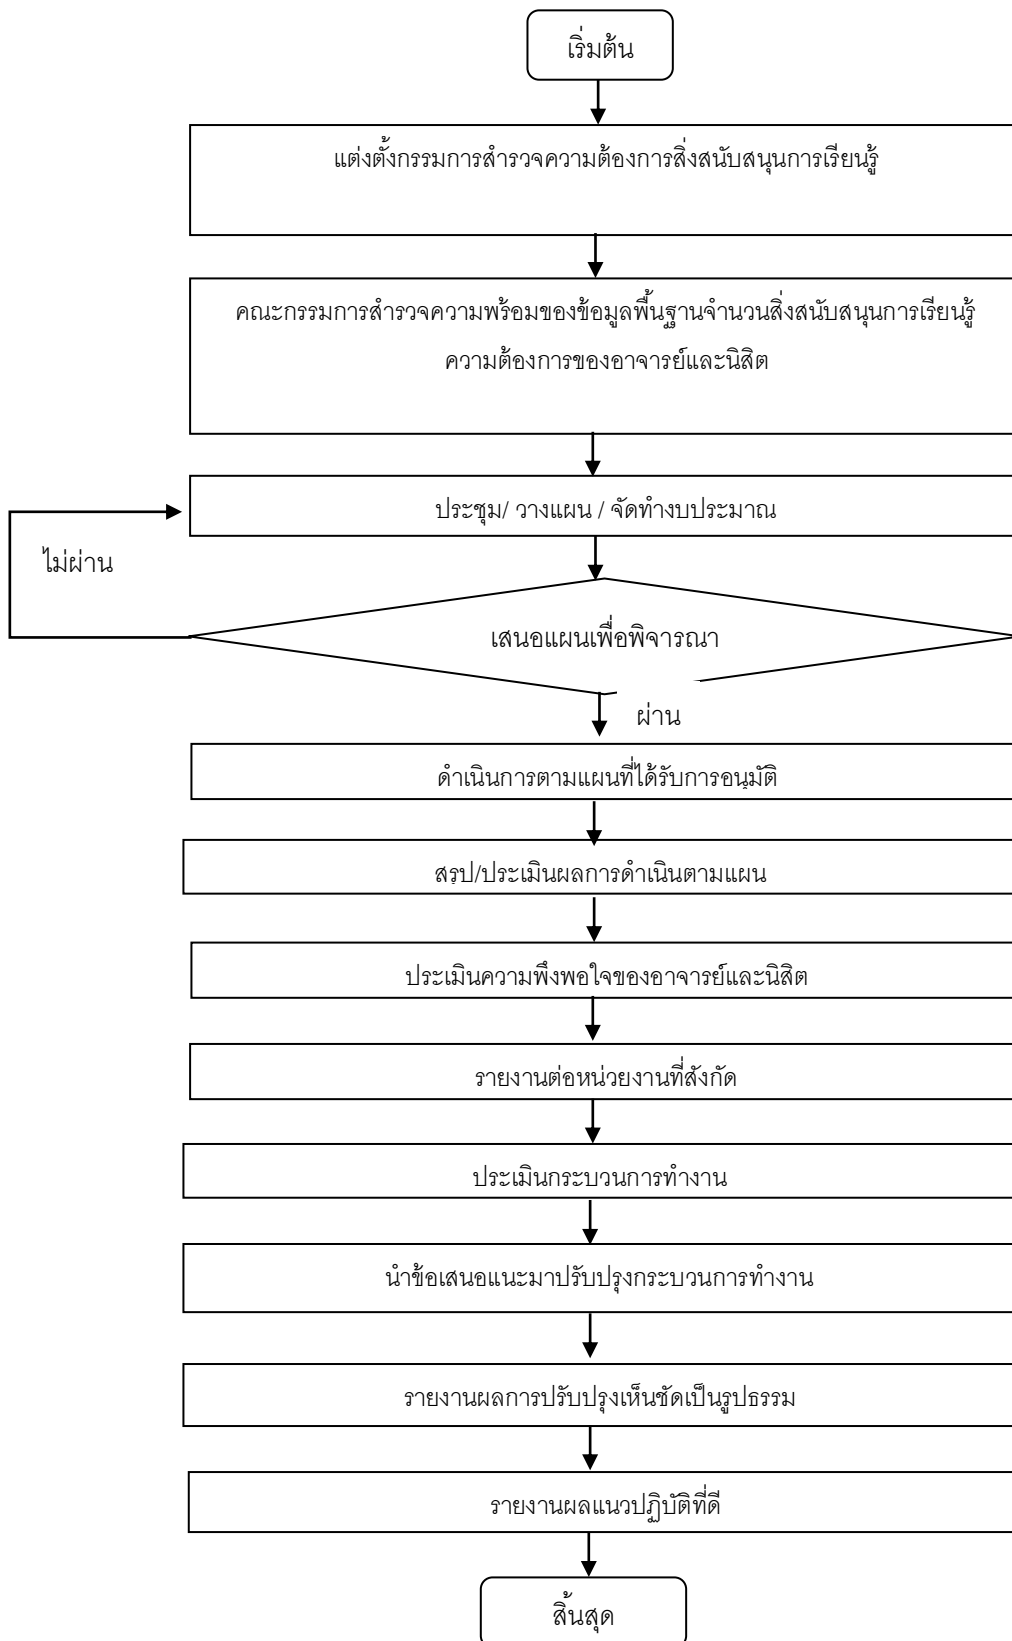 เริ่มต้น
แต่งตั้งกรรมการสำรวจความต้องการสิ่งสนับสนุนการเรียนรู้
คณะกรรมการสำรวจความพร้อมของข้อมูลพื้นฐานจำนวนสิ่งสนับสนุนการเรียนรู้
ความต้องการของอาจารย์และนิสิต
ประชุม/ วางแผน / จัดทำงบประมาณ
ไม่ผ่าน
เสนอแผนเพื่อพิจารณา
ผ่าน
ดำเนินการตามแผนที่ได้รับการอนุมัติ
สรุป/ประเมินผลการดำเนินตามแผน
ประเมินความพึงพอใจของอาจารย์และนิสิต
รายงานต่อหน่วยงานที่สังกัด
ประเมินกระบวนการทำงาน
นำข้อเสนอแนะมาปรับปรุงกระบวนการทำงาน
รายงานผลการปรับปรุงเห็นชัดเป็นรูปธรรม
รายงานผลแนวปฏิบัติที่ดี
สิ้นสุด